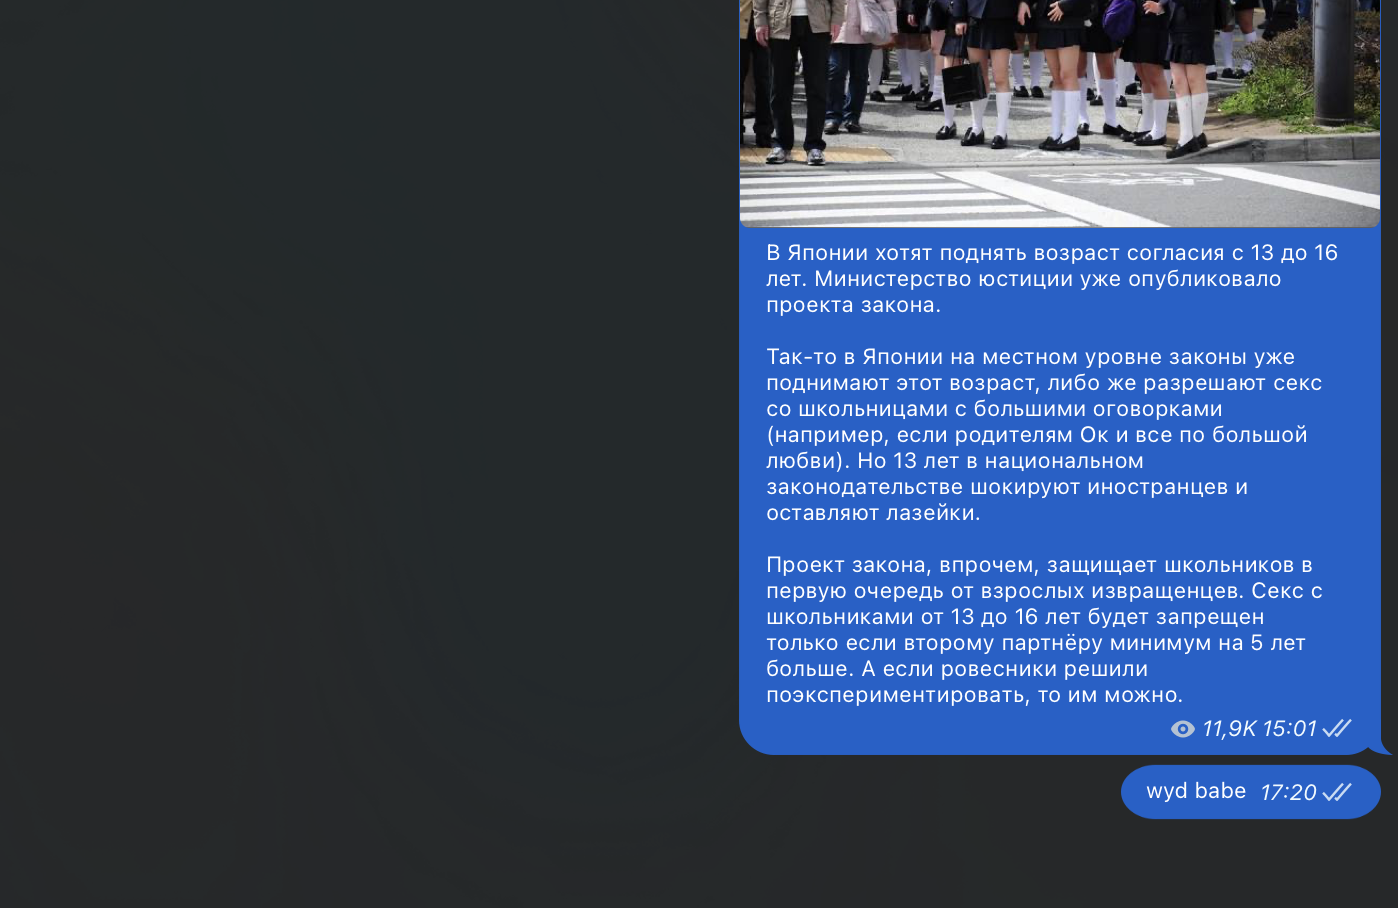 В Японии хотят поднять возраст согласия с 13 до 16
лет. Министерство юстиции уже опубликовало
проекта закона.
Так-то в Японии на местном уровне законы уже
поднимают этот возраст, либо же разрешают секс
со школьницами с большими оговорками
(например, если родителям Ок и все по большой
любви). Но 13 лет в национальном
законодательстве шокируют иностранцев и
оставляют лазейки.
Проект закона, впрочем, защищает школьников в
первую очередь от взрослых извращенцев. Секс с
школьниками от 13 до 16 лет будет запрещен
только если второму партнёру минимум на 5 лет
больше. А если ровесники решили
поэкспериментировать, то им можно.
11,9K 15:01
wyd babe 17:20